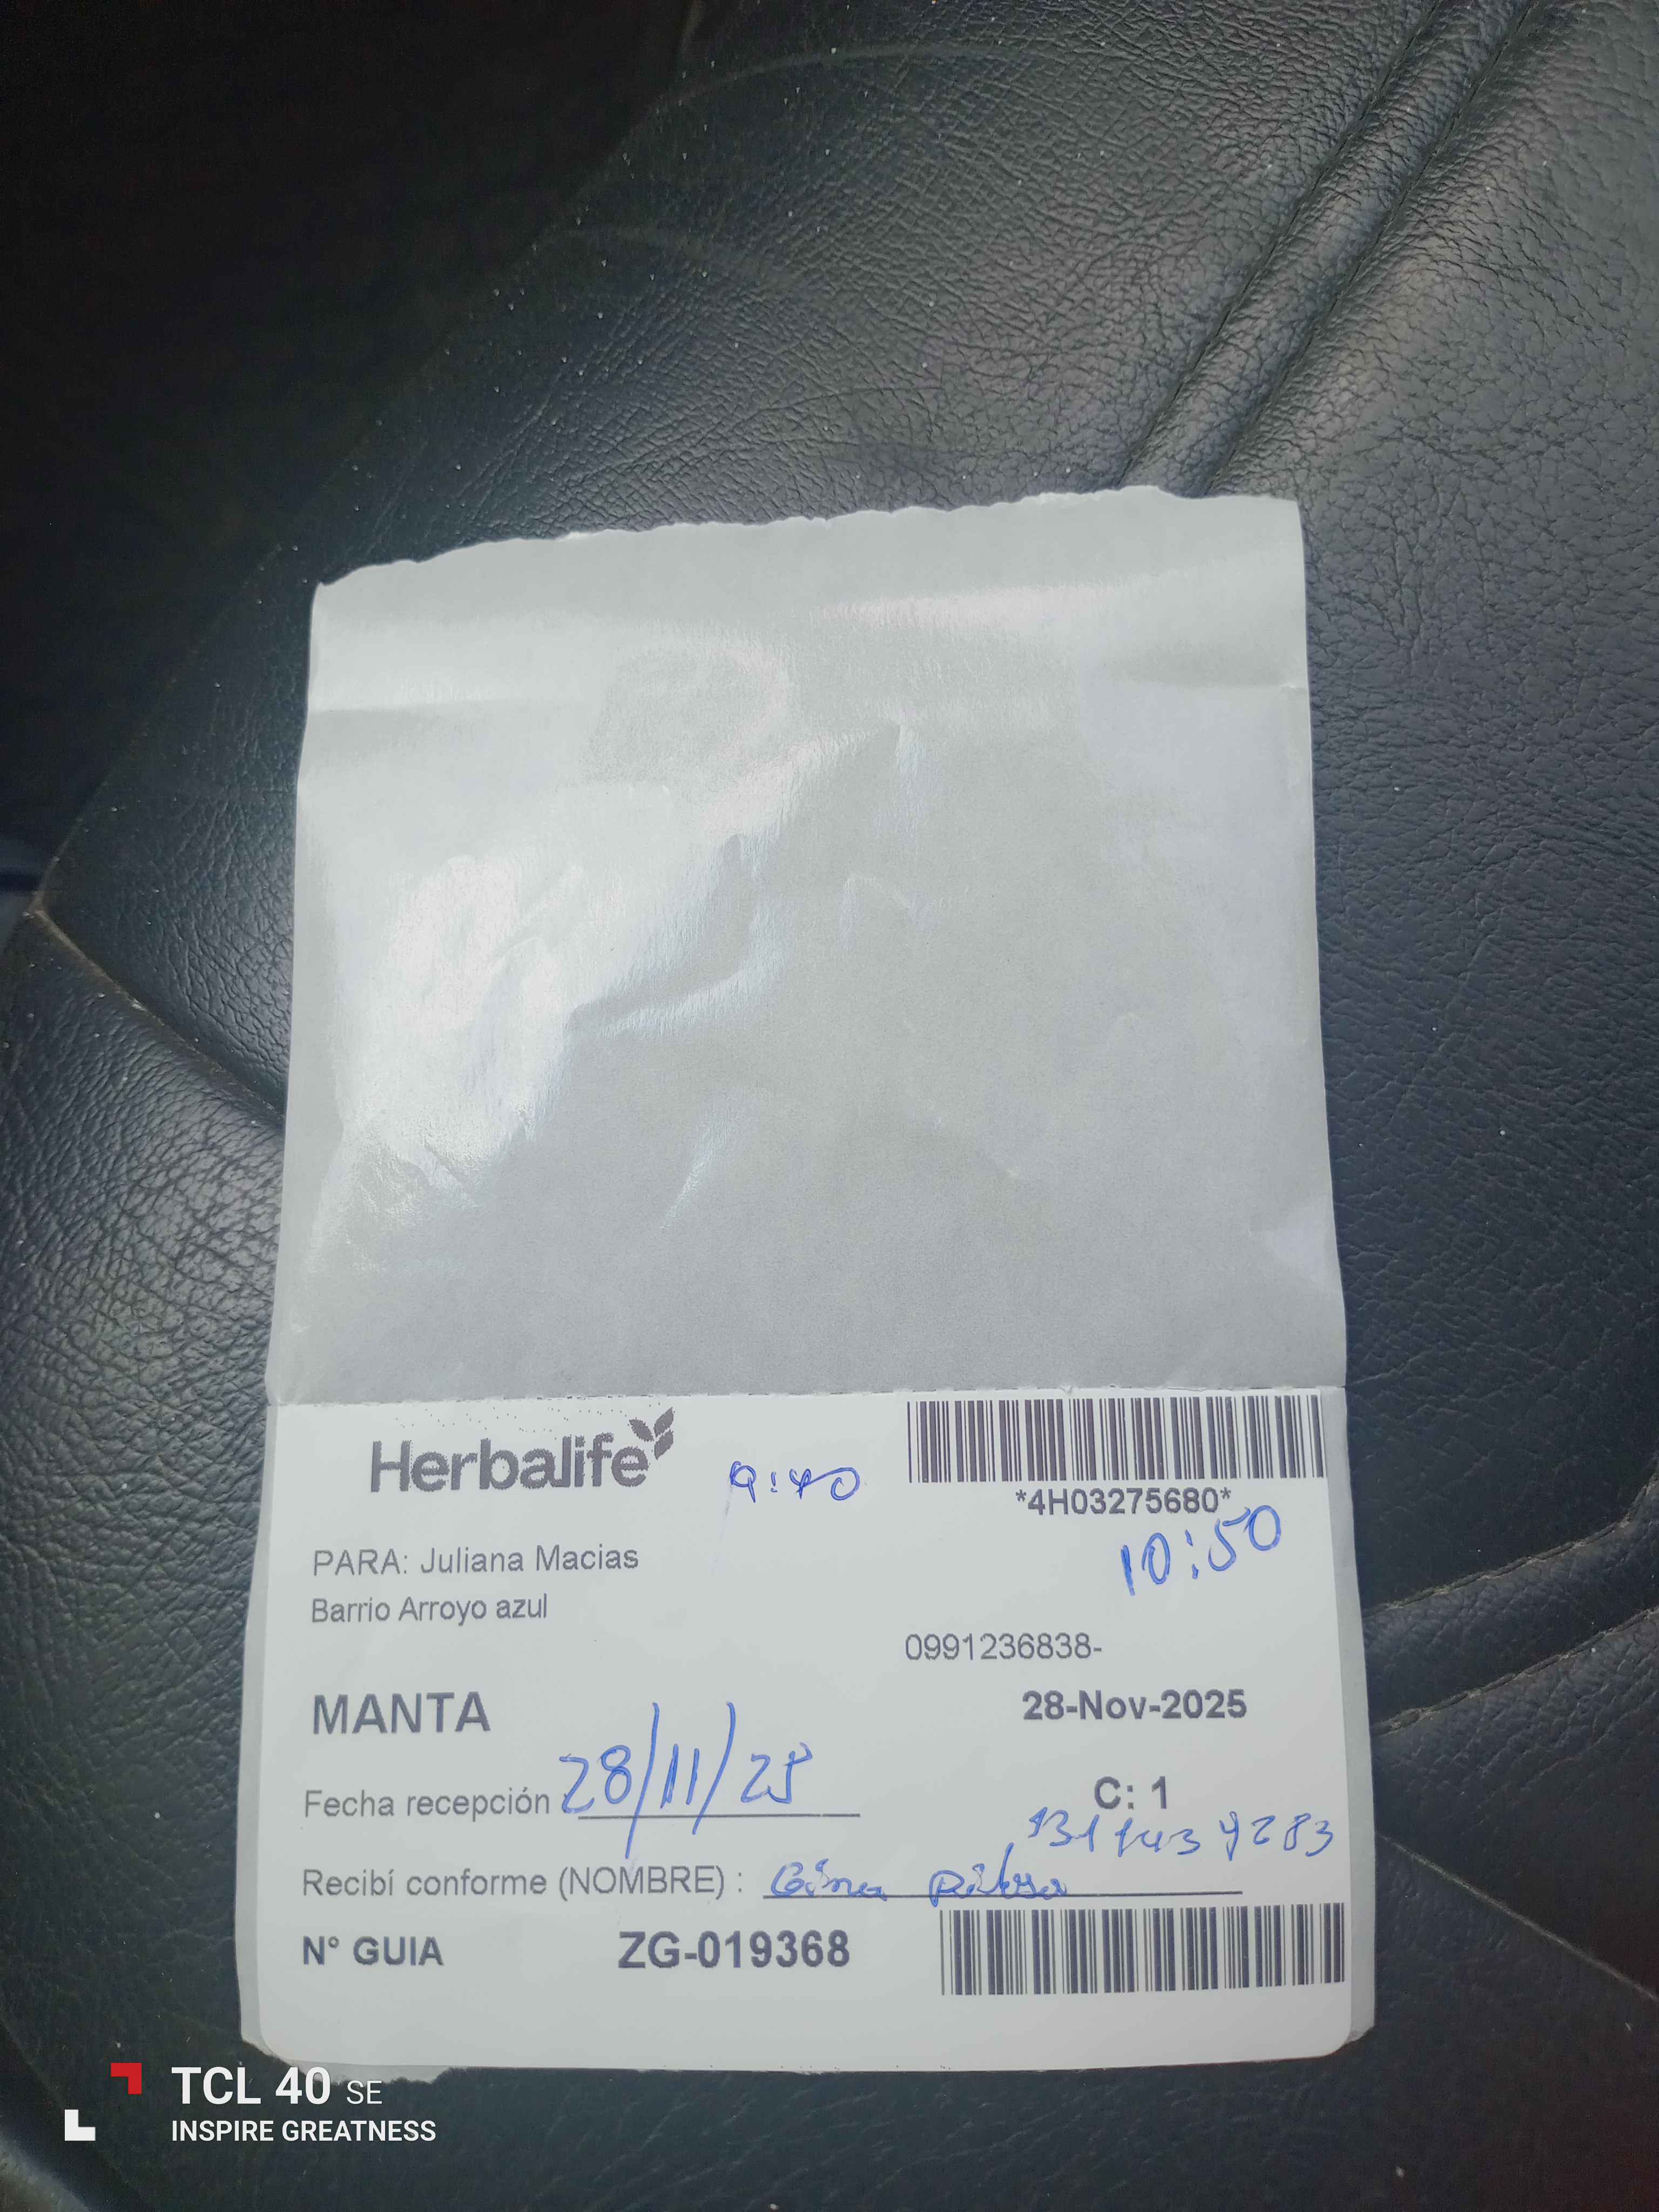 Herbalife
9:40
*4H03275680*
10:50
PARA: Juliana Macias
Barrio Arroyo azul
0991236838-
MANTA
28-Nov-2025
Fecha recepción : 28/11/25
C: 1
Recibí conforme (NOMBRE) :
N° GUIA ZG-019368
TCL 40 SE
INSPIRE GREATNESS